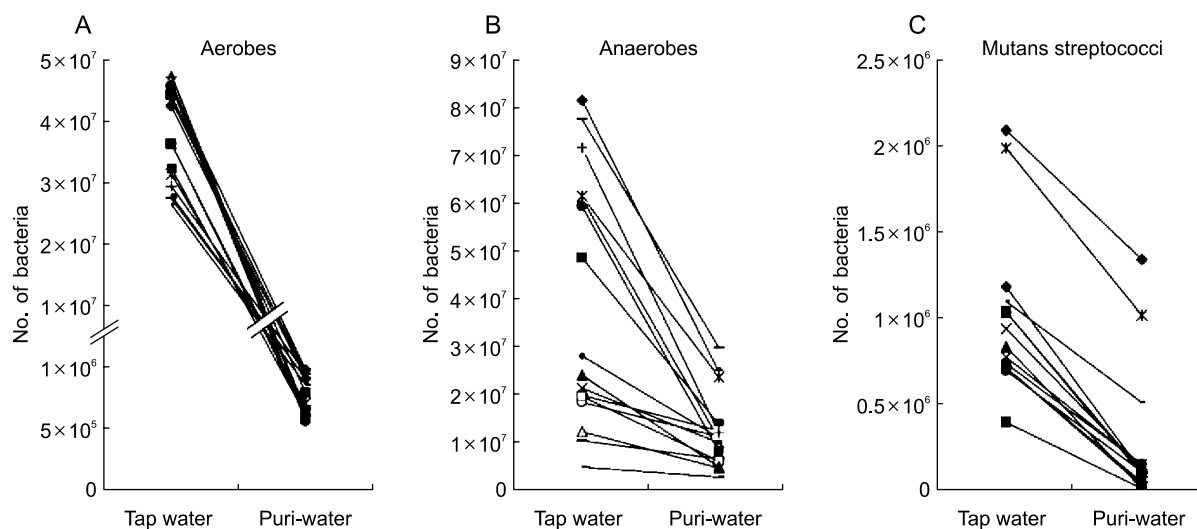 A
Aerobes
No. of bacteria
5×10⁷
4×10⁷
3×10⁷
2×10⁷
1×10⁷
1×10⁶
5×10⁵
0
Tap water
Puri-water
B
Anaerobes
No. of bacteria
9×10⁷
8×10⁷
7×10⁷
6×10⁷
5×10⁷
4×10⁷
3×10⁷
2×10⁷
1×10⁷
0
Tap water
Puri-water
C
Mutans streptococci
No. of bacteria
2.5×10⁶
2×10⁶
1.5×10⁶
1×10⁶
0.5×10⁶
0
Tap water
Puri-water